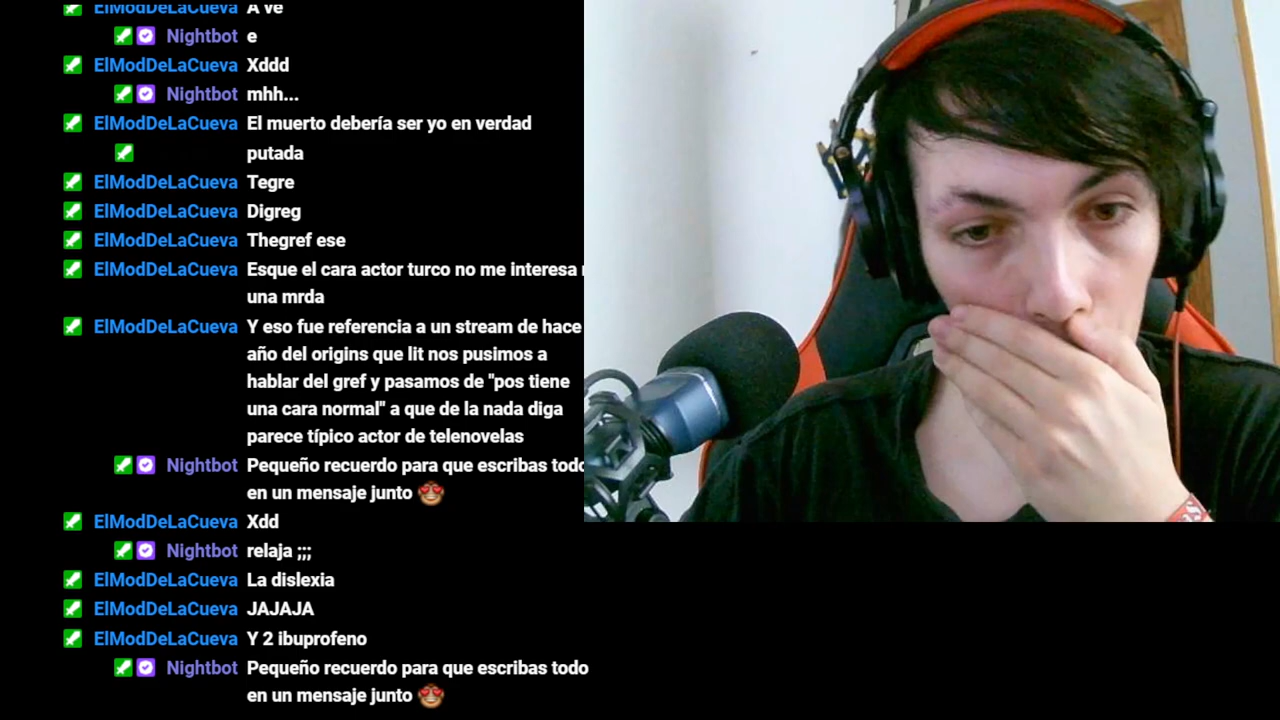 ElModDeLaCueva A ve
Nightbot e
ElModDeLaCueva Xddd
Nightbot mhh...
ElModDeLaCueva El muerto debería ser yo en verdad
putada
ElModDeLaCueva Tegre
ElModDeLaCueva Digreg
ElModDeLaCueva Thegref ese
ElModDeLaCueva Esque el cara actor turco no me interesa
una mrda
ElModDeLaCueva Y eso fue referencia a un stream de hace
año del origins que lit nos pusimos a
hablar del gref y pasamos de "pos tiene
una cara normal" a que de la nada diga
parece típico actor de telenovelas
Nightbot Pequeño recuerdo para que escribas todo
en un mensaje junto
ElModDeLaCueva Xdd
Nightbot relaja ;;;
ElModDeLaCueva La dislexia
ElModDeLaCueva JAJAJA
ElModDeLaCueva Y 2 ibuprofeno
Nightbot Pequeño recuerdo para que escribas todo
en un mensaje junto